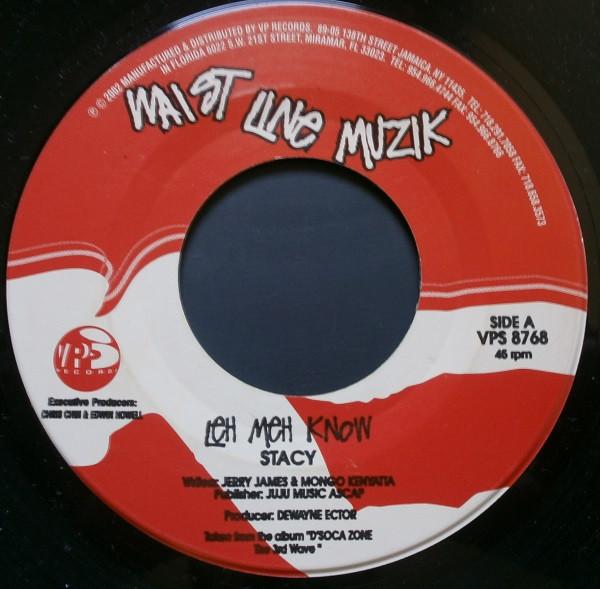 ℗ © 2002 MANUFACTURED & DISTRIBUTED BY VP RECORDS. 89-05 138TH STREET, JAMAICA, NY 11435. TEL: 718.291.7058 FAX: 718.658.3573
IN FLORIDA 6022 S.W. 21ST STREET, MIRAMAR, FL 33023. TEL: 954.966.4744 FAX: 954.966.8766
WAIST LINE MUZIK
SIDE A
VPS 8768
45 rpm
VP
RECORDS
Executive Producers:
CHRIS CHIN & EDWIN HOWELL
LEH MEH KNOW
STACY
Writers: JERRY JAMES & MONGO KENYATTA
Publisher: JUJU MUSIC ASCAP
Producer: DEWAYNE ECTOR
Taken from the album "D'SOCA ZONE
The 3rd Wave "